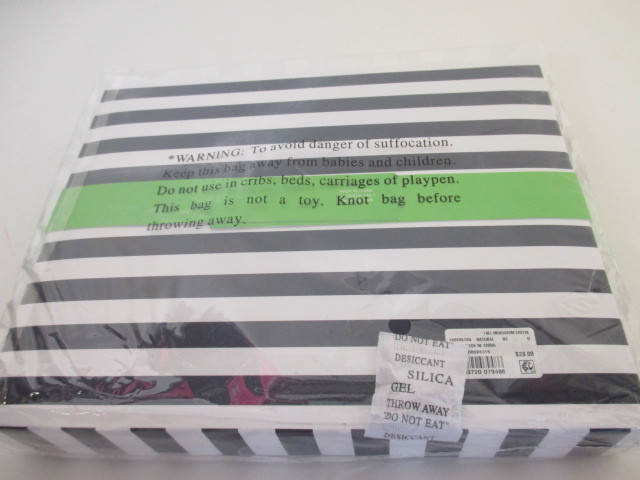 *WARNING: To avoid danger of suffocation.
Keep this bag away from babies and children.
Do not use in cribs, beds, carriages of playpen.
This bag is not a toy. Knot bag before
throwing away.
DO NOT EAT"
DESICCANT
SILICA
GEL
THROW AWAY
"DO NOT EAT"
DESICCANT
$28.00
079486